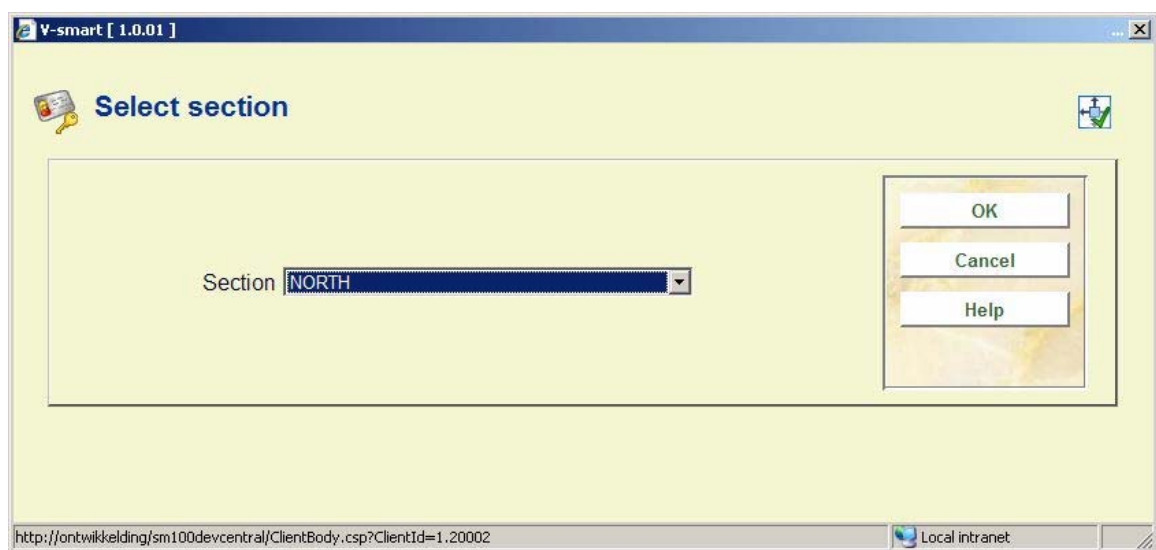 V-smart [ 1.0.01 ]
...
Select section
OK
Cancel
Section NORTH
Help
http://ontwikkelding/sm100devcentral/ClientBody.csp?ClientId=1.20002
Local intranet